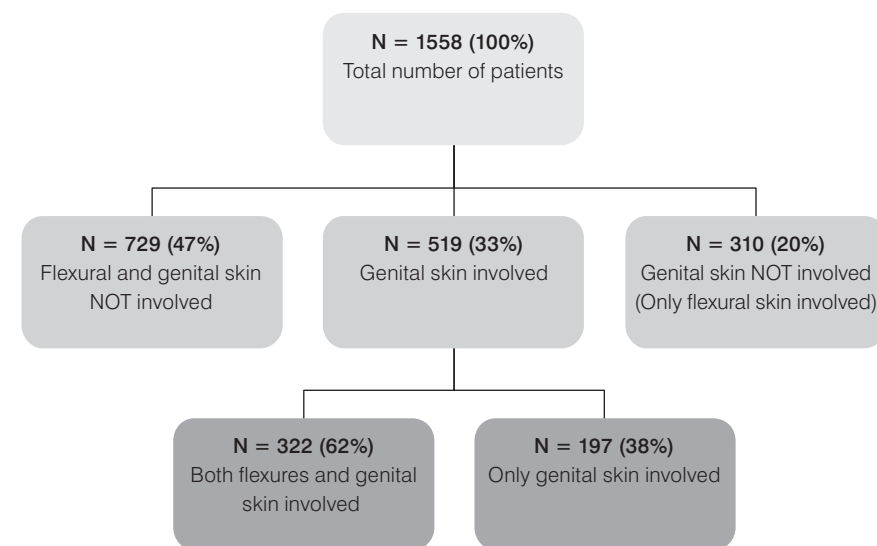 N = 1558 (100%)
Total number of patients
N = 729 (47%)
Flexural and genital skin
NOT involved
N = 519 (33%)
Genital skin involved
N = 310 (20%)
Genital skin NOT involved
(Only flexural skin involved)
N = 322 (62%)
Both flexures and genital
skin involved
N = 197 (38%)
Only genital skin involved